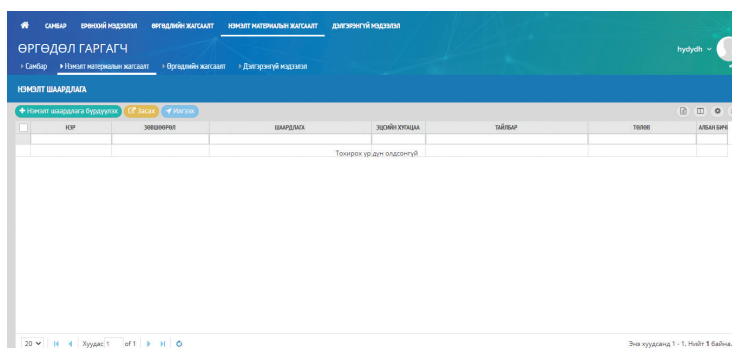 САМБАР ЕРӨНХИЙ МЭДЭЭЛЭЛ ӨРГӨДЛИЙН ЖАГСААЛТ НЭМЭЛТ МАТЕРИАЛЫН ЖАГСААЛТ ДЭЛГЭРЭНГҮЙ МЭДЭЭЛЭЛ
ӨРГӨДӨЛ ГАРГАГЧ
hydydh
Самбар Нэмэлт материалын жагсаалт Өргөдлийн жагсаалт Дэлгэрэнгүй мэдээлэл
НЭМЭЛТ ШААРДЛАГА
+ Нэмэлт шаардлага бүрдүүлэх Засах Илгээх
НЭР ЗӨВШӨӨРӨЛ ШААРДЛАГА ЭЦСИЙН ХУГАЦАА ТАЙЛБАР ТӨЛӨВ АЛБАН БИЧИ
Тохирох үр дүн олдсонгүй
20 Хуудас 1 of 1
Энэ хуудсанд 1 - 1, Нийт 1 байна.